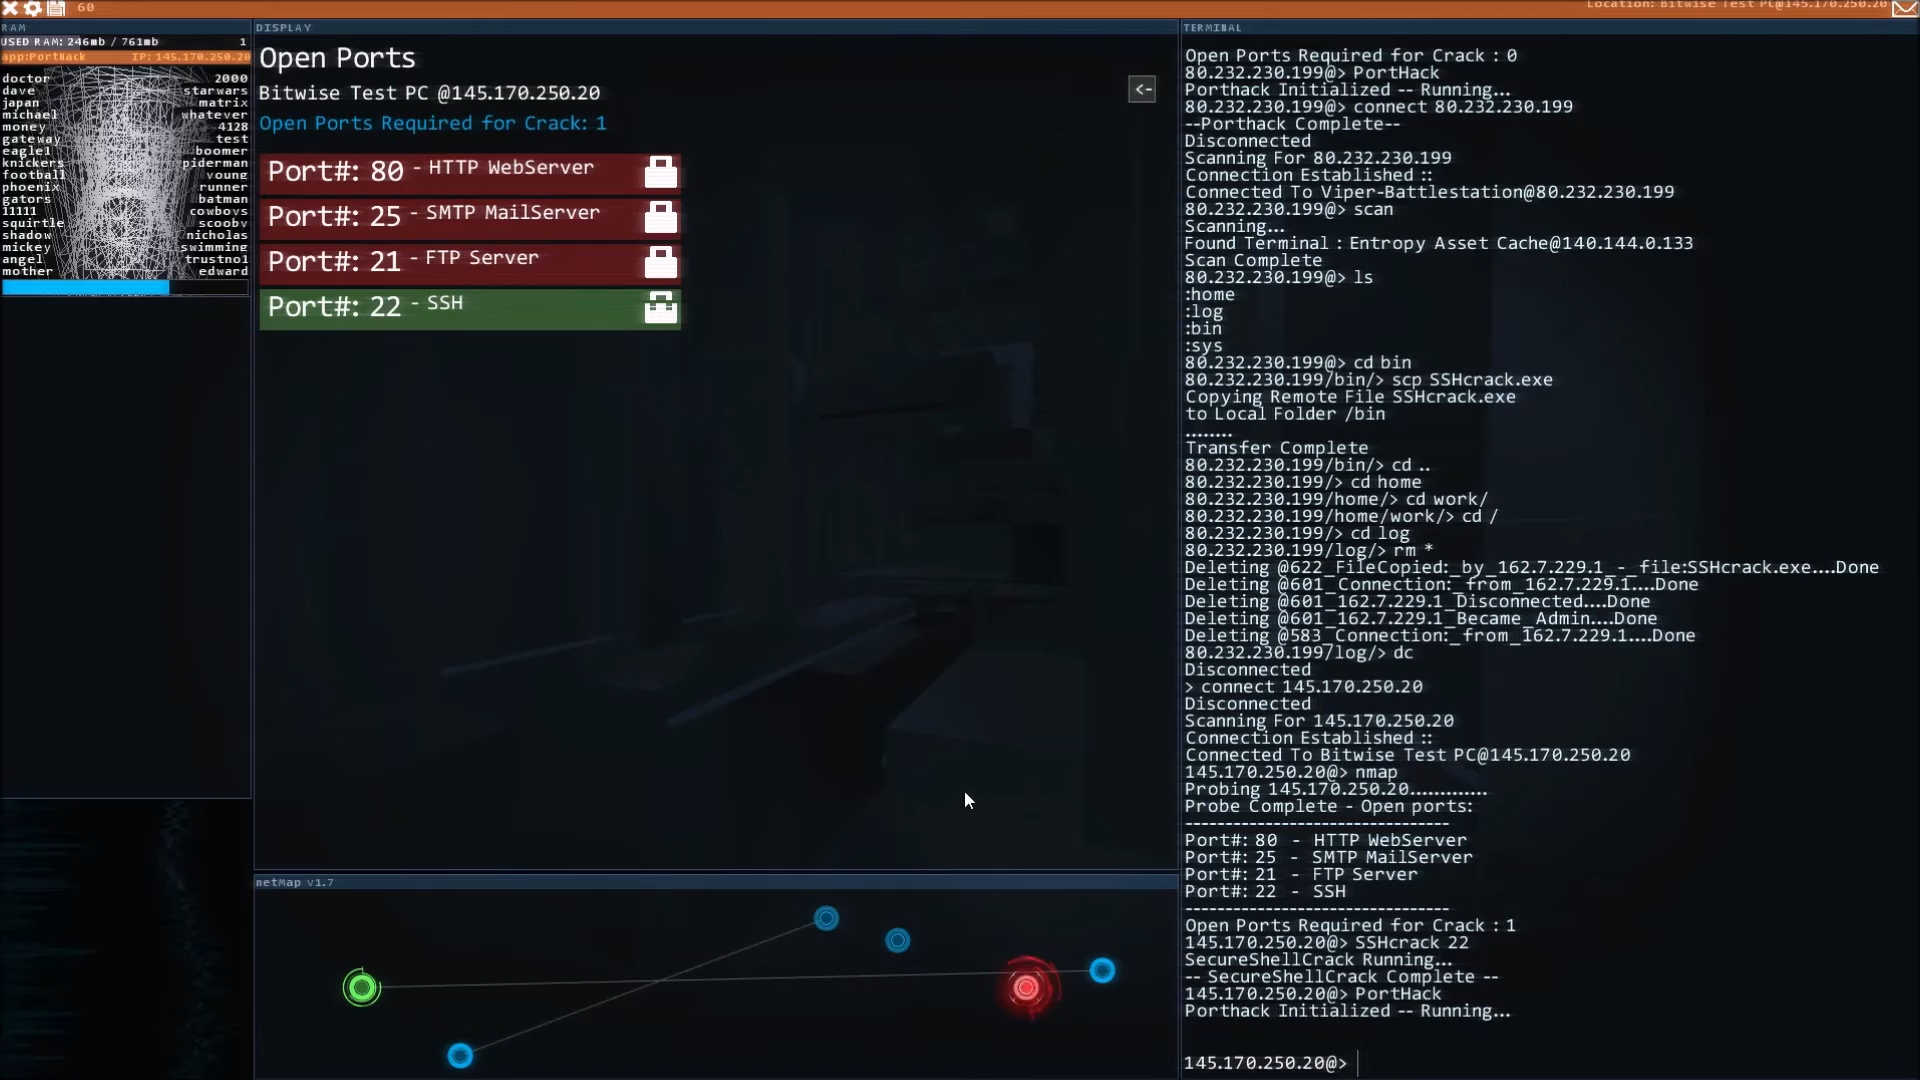 60
Location: Bitwise Test PC@145.170.250.20
RAM
USED RAM: 246mb / 761mb 1
app:PortHack IP: 145.170.250.20
doctor 2000
dave starwars
japan matrix
michael whatever
money 4128
gateway test
eagle1 boomer
knickers piderman
football young
phoenix runner
gators batman
11111 cowboys
squirtle scooby
shadow nicholas
mickey swimming
angel trustno1
mother edward
DISPLAY
Open Ports
Bitwise Test PC @145.170.250.20
<-
Open Ports Required for Crack: 1
Port#: 80 - HTTP WebServer
Port#: 25 - SMTP MailServer
Port#: 21 - FTP Server
Port#: 22 - SSH
netMap v1.7
TERMINAL
Open Ports Required for Crack : 0
80.232.230.199@> PortHack
Porthack Initialized -- Running...
80.232.230.199@> connect 80.232.230.199
--Porthack Complete--
Disconnected
Scanning For 80.232.230.199
Connection Established ::
Connected To Viper-Battlestation@80.232.230.199
80.232.230.199@> scan
Scanning...
Found Terminal : Entropy Asset Cache@140.144.0.133
Scan Complete
80.232.230.199@> ls
:home
:log
:bin
:sys
80.232.230.199@> cd bin
80.232.230.199/bin/> scp SSHcrack.exe
Copying Remote File SSHcrack.exe
to Local Folder /bin
........
Transfer Complete
80.232.230.199/bin/> cd ..
80.232.230.199/> cd home
80.232.230.199/home/> cd work/
80.232.230.199/home/work/> cd /
80.232.230.199/> cd log
80.232.230.199/log/> rm *
Deleting @622_FileCopied:_by_162.7.229.1_-_file:SSHcrack.exe....Done
Deleting @601_Connection:_from_162.7.229.1....Done
Deleting @601_162.7.229.1_Disconnected....Done
Deleting @601_162.7.229.1_Became_Admin....Done
Deleting @583_Connection:_from_162.7.229.1....Done
80.232.230.199/log/> dc
Disconnected
> connect 145.170.250.20
Disconnected
Scanning For 145.170.250.20
Connection Established ::
Connected To Bitwise Test PC@145.170.250.20
145.170.250.20@> nmap
Probing 145.170.250.20.............
Probe Complete - Open ports:
---------------------------------
Port#: 80 - HTTP WebServer
Port#: 25 - SMTP MailServer
Port#: 21 - FTP Server
Port#: 22 - SSH
---------------------------------
Open Ports Required for Crack : 1
145.170.250.20@> SSHcrack 22
SecureShellCrack Running...
-- SecureShellCrack Complete --
145.170.250.20@> PortHack
Porthack Initialized -- Running...
145.170.250.20@>